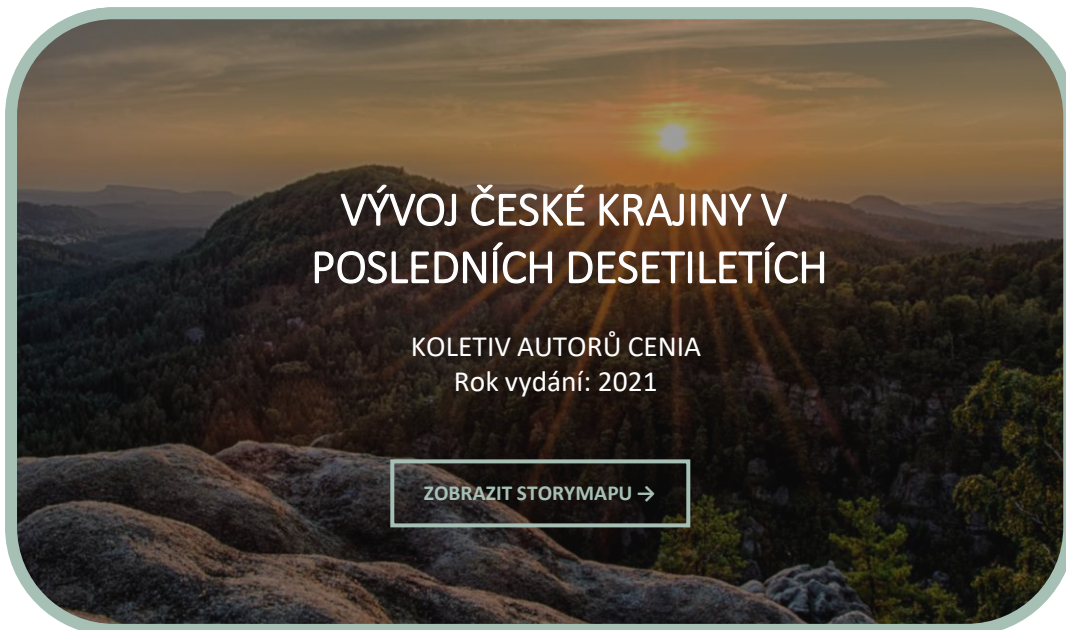 VÝVOJ ČESKÉ KRAJINY V
POSLEDNÍCH DESETILETÍCH
KOLETIV AUTORŮ CENIA
Rok vydání: 2021
ZOBRAZIT STORYMAPU →